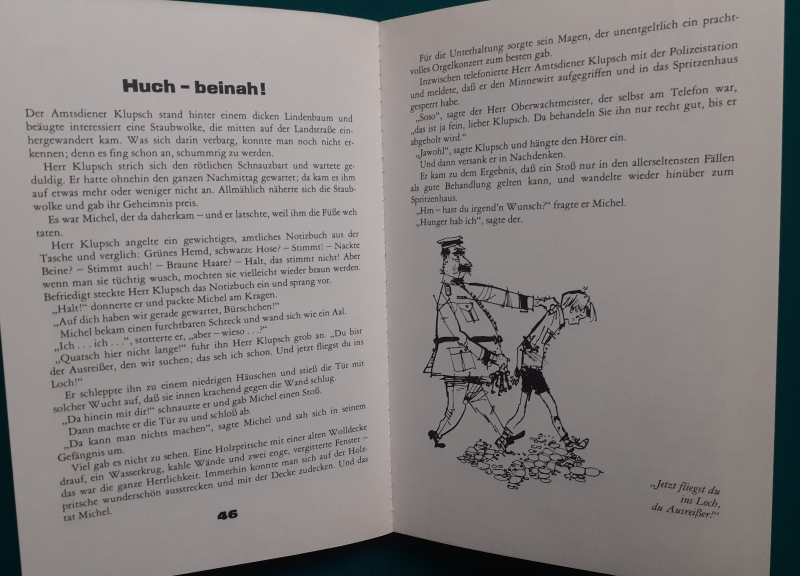 Huch – beinah!
Der Amtsdiener Klupsch stand hinter einem dicken Lindenbaum und
beäugte interessiert eine Staubwolke, die mitten auf der Landstraße ein-
hergewandert kam. Was sich darin verbarg, konnte man noch nicht er-
kennen; denn es fing schon an, schummrig zu werden.
Herr Klupsch strich sich den rötlichen Schnauzbart und wartete ge-
duldig. Er hatte ohnehin den ganzen Nachmittag gewartet; da kam es ihm
auf etwas mehr oder weniger nicht an. Allmählich näherte sich die Staub-
wolke und gab ihr Geheimnis preis.
Es war Michel, der da daherkam – und er latschte, weil ihm die Füße weh
taten.
Herr Klupsch angelte ein gewichtiges, amtliches Notizbuch aus der
Tasche und verglich: Grünes Hemd, schwarze Hose? – Stimmt! – Nackte
Beine? – Stimmt auch! – Braune Haare? – Halt, das stimmt nicht! Aber
wenn man sie tüchtig wusch, mochten sie vielleicht wieder braun werden.
Befriedigt steckte Herr Klupsch das Notizbuch ein und sprang vor.
„Halt!" donnerte er und packte Michel am Kragen.
„Auf dich haben wir gerade gewartet, Bürschchen!"
Michel bekam einen furchtbaren Schreck und wand sich wie ein Aal.
„Ich . . . ich . . .", stotterte er, „aber – wieso . . .?"
„Quatsch hier nicht lange!" fuhr ihn Herr Klupsch grob an. „Du bist
der Ausreißer, den wir suchen; das seh ich schon. Und jetzt fliegst du ins
Loch!"
Er schleppte ihn zu einem niedrigen Häuschen und stieß die Tür mit
solcher Wucht auf, daß sie innen krachend gegen die Wand schlug.
„Da hinein mit dir!" schnauzte er und gab Michel einen Stoß.
Dann machte er die Tür zu und schloß ab.
„Da kann man nichts machen", sagte Michel und sah sich in seinem
Gefängnis um.
Viel gab es nicht zu sehen. Eine Holzpritsche mit einer alten Wolldecke
drauf, ein Wasserkrug, kahle Wände und zwei enge, vergitterte Fenster –
das war die ganze Herrlichkeit. Immerhin konnte man sich auf der Holz-
pritsche wunderschön ausstrecken und mit der Decke zudecken. Und das
tat Michel.
46
Für die Unterhaltung sorgte sein Magen, der unentgeltlich ein pracht-
volles Orgelkonzert zum besten gab.
Inzwischen telefonierte Herr Amtsdiener Klupsch mit der Polizeistation
und meldete, daß er den Minnewitt aufgegriffen und in das Spritzenhaus
gesperrt habe.
„Soso", sagte der Herr Oberwachtmeister, der selbst am Telefon war,
„das ist ja fein, lieber Klupsch. Da behandeln Sie ihn nur recht gut, bis er
abgeholt wird."
„Jawohl", sagte Klupsch und hängte den Hörer ein.
Und dann versank er in Nachdenken.
Er kam zu dem Ergebnis, daß ein Stoß nur in den allerseltensten Fällen
als gute Behandlung gelten kann, und wandelte wieder hinüber zum
Spritzenhaus.
„Hm – hast du irgend'n Wunsch?" fragte er Michel.
„Hunger hab ich", sagte der.
„Jetzt fliegst du
ins Loch,
du Ausreißer!"